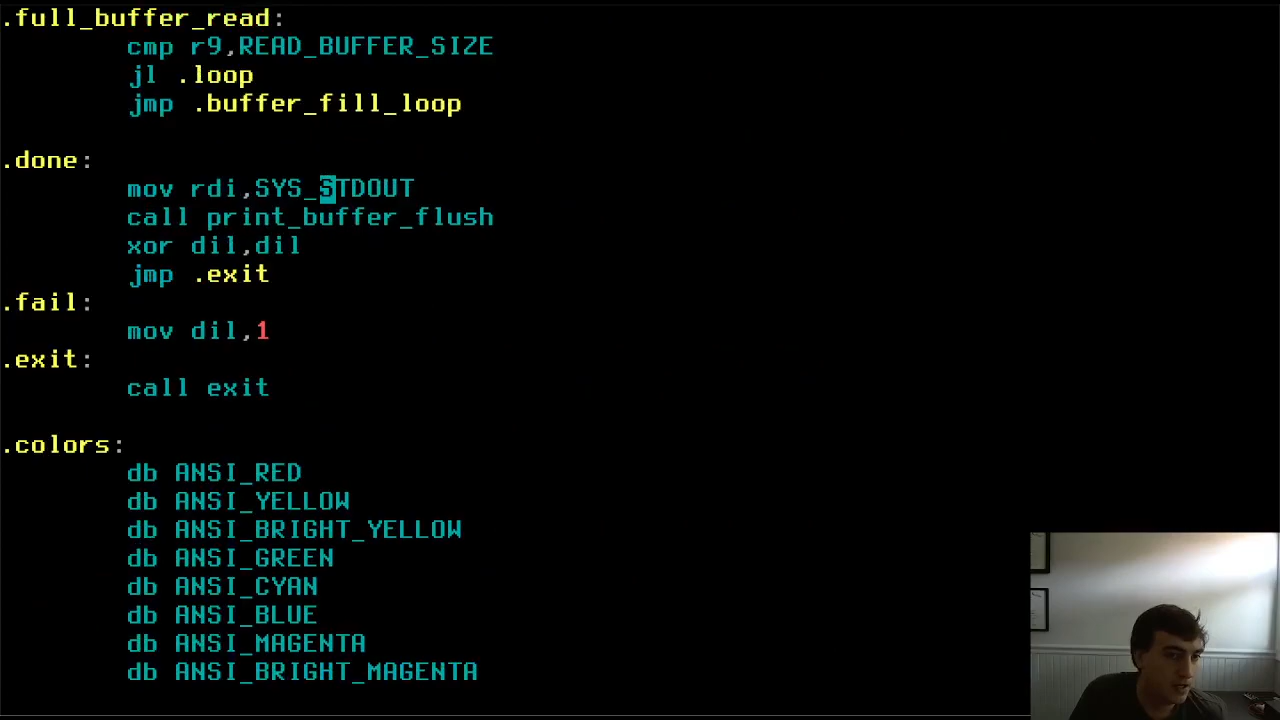 .full_buffer_read:
cmp r9,READ_BUFFER_SIZE
jl .loop
jmp .buffer_fill_loop
.done:
mov rdi,SYS_STDOUT
call print_buffer_flush
xor dil,dil
jmp .exit
.fail:
mov dil,1
.exit:
call exit
.colors:
db ANSI_RED
db ANSI_YELLOW
db ANSI_BRIGHT_YELLOW
db ANSI_GREEN
db ANSI_CYAN
db ANSI_BLUE
db ANSI_MAGENTA
db ANSI_BRIGHT_MAGENTA